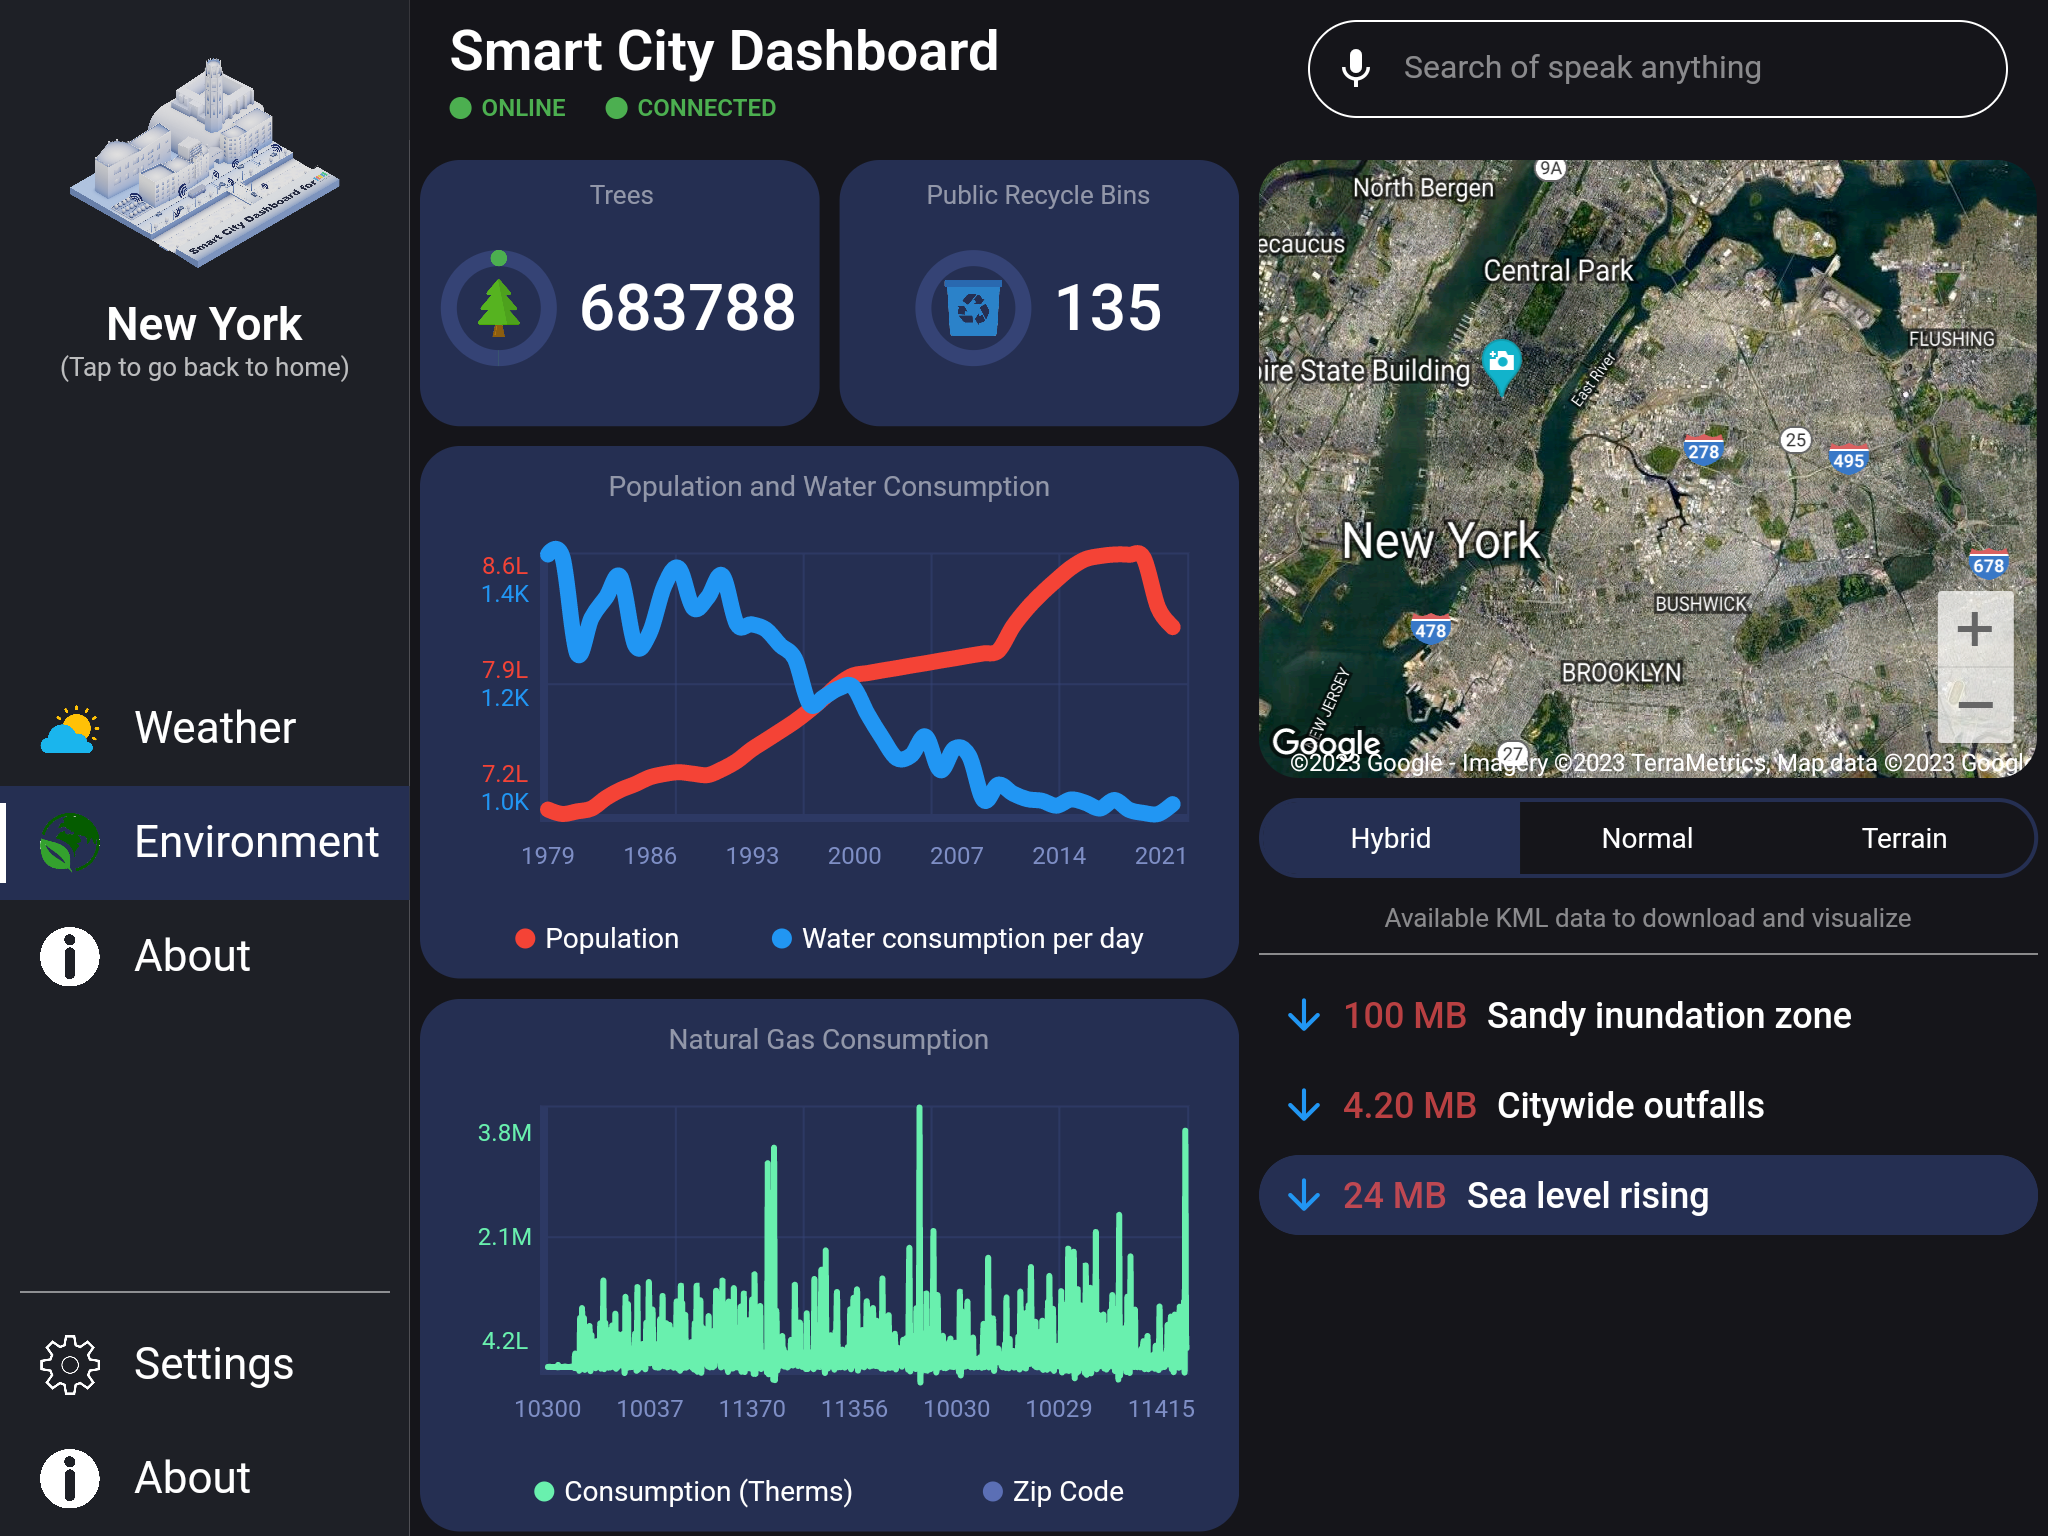 Smart City Dashboard for
New York
(Tap to go back to home)
Weather
Environment
About
Settings
About
Smart City Dashboard
ONLINE
CONNECTED
Search of speak anything
Trees
683788
Public Recycle Bins
135
Population and Water Consumption
8.6L
1.4K
7.9L
1.2K
7.2L
1.0K
1979 1986 1993 2000 2007 2014 2021
Population
Water consumption per day
Natural Gas Consumption
3.8M
2.1M
4.2L
10300 10037 11370 11356 10030 10029 11415
Consumption (Therms)
Zip Code
9A
North Bergen
ecaucus
Central Park
FLUSHING
ire State Building
East River
278
25
495
New York
678
BUSHWICK
478
BROOKLYN
EW JERSEY
Google
27
©2023 Google - Imagery ©2023 TerraMetrics, Map data ©2023 Googl
+
−
Hybrid
Normal
Terrain
Available KML data to download and visualize
100 MB Sandy inundation zone
4.20 MB Citywide outfalls
24 MB Sea level rising